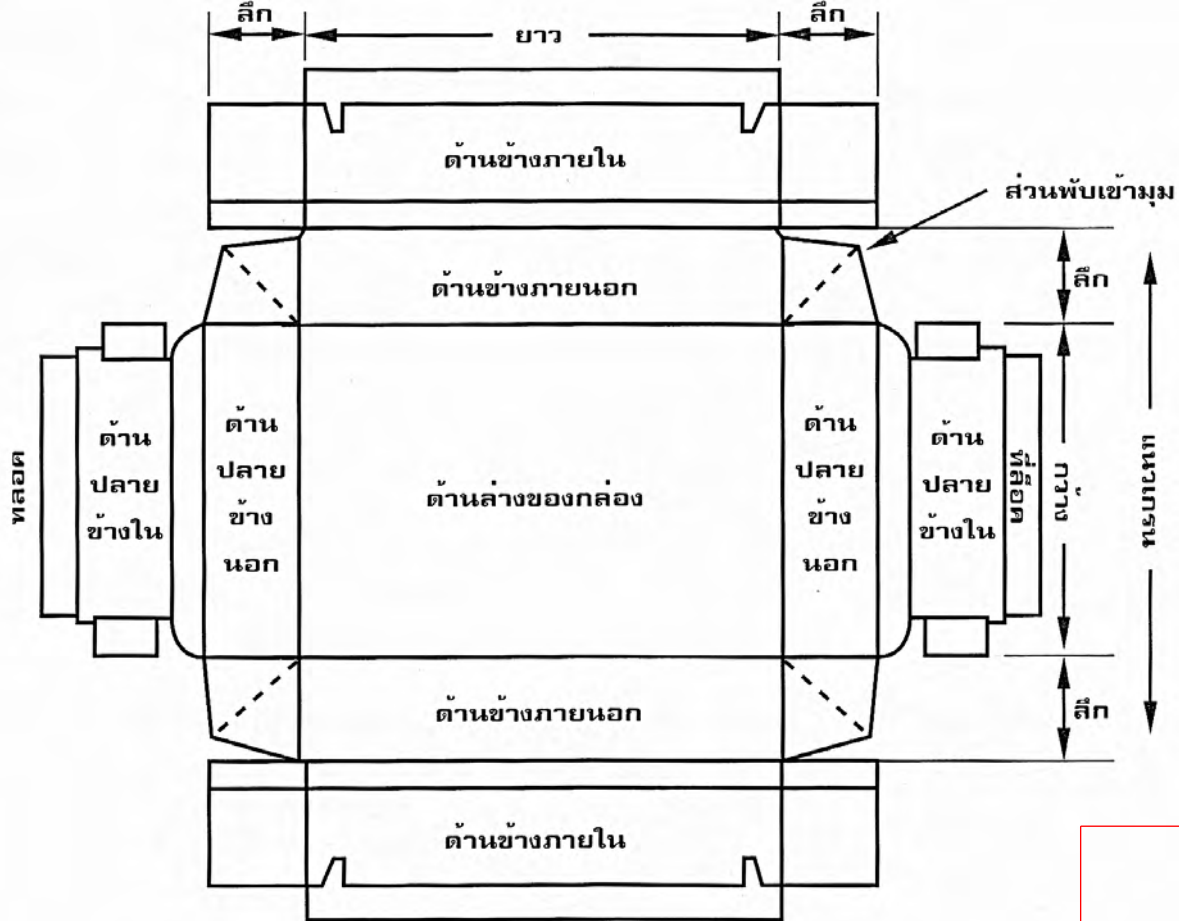 ลึก
ยาว
ลึก
ด้านข้างภายใน
ส่วนพับเข้ามุม
ด้านข้างภายนอก
ลึก
ทลอค
ด้าน
ปลาย
ข้างใน
ด้าน
ปลาย
ข้าง
นอก
ด้านล่างของกล่อง
ด้าน
ปลาย
ข้าง
นอก
ด้าน
ปลาย
ข้างใน
ที่ล๊อค
กว้าง
แนวเกรน
ด้านข้างภายนอก
ลึก
ด้านข้างภายใน